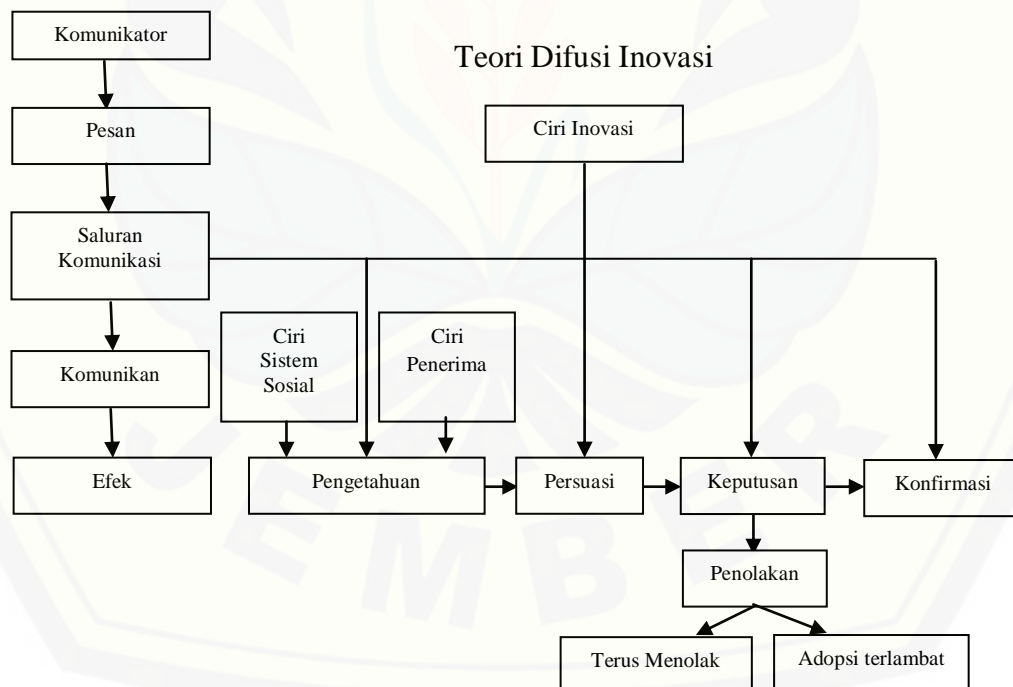 Komunikator
Teori Difusi Inovasi
Pesan
Ciri Inovasi
Saluran
Komunikasi
Ciri
Sistem
Sosial
Ciri
Penerima
Komunikan
Efek
Pengetahuan
Persuasi
Keputusan
Konfirmasi
Penolakan
Terus Menolak
Adopsi terlambat
JEMBER